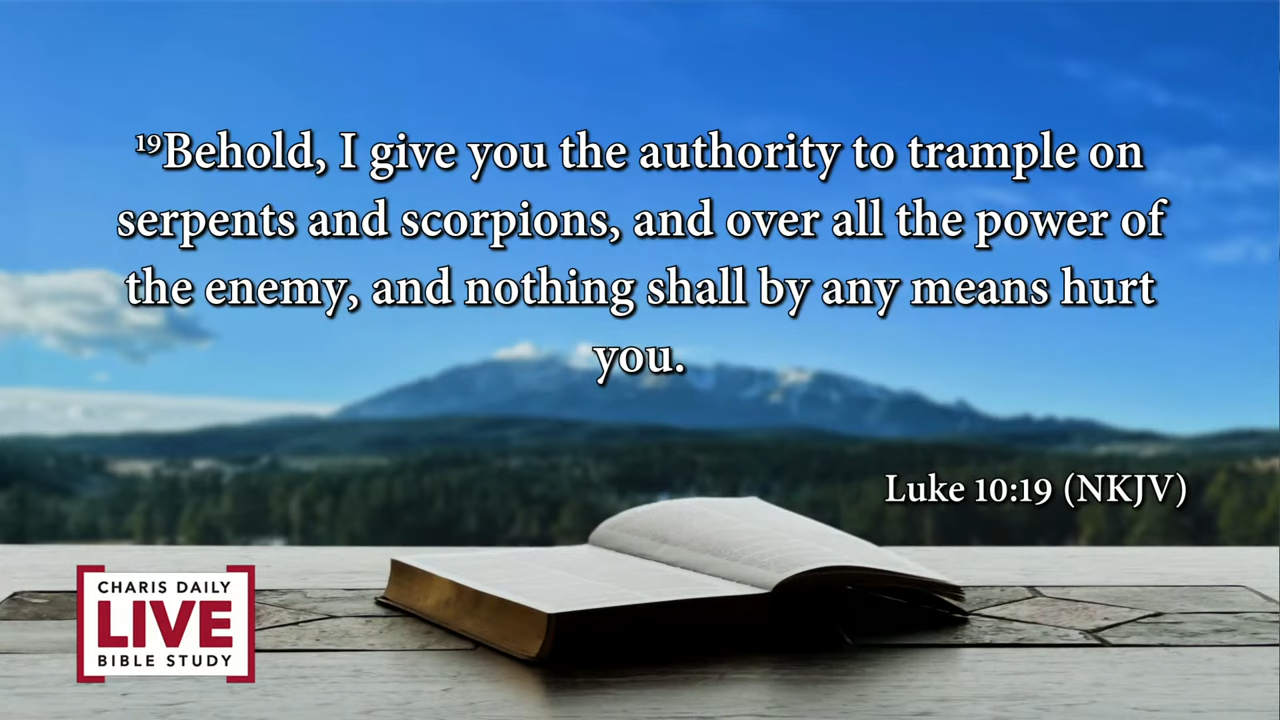 ¹⁹Behold, I give you the authority to trample on
serpents and scorpions, and over all the power of
the enemy, and nothing shall by any means hurt
you.
Luke 10:19 (NKJV)
CHARIS DAILY
LIVE
BIBLE STUDY